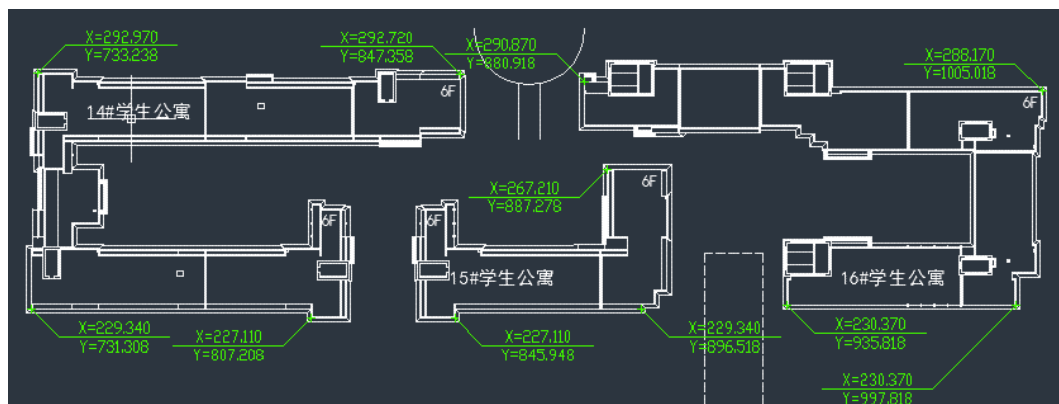 X=292.970
Y=733.238
X=292.720
Y=847.358
X=290.870
Y=880.918
X=288.170
Y=1005.018
14#学生公寓
6F
6F
X=267.210
Y=887.278
6F
6F
6F
15#学生公寓
16#学生公寓
X=229.340
Y=731.308
X=227.110
Y=807.208
X=227.110
Y=845.948
X=229.340
Y=896.518
X=230.370
Y=935.818
X=230.370
Y=997.818